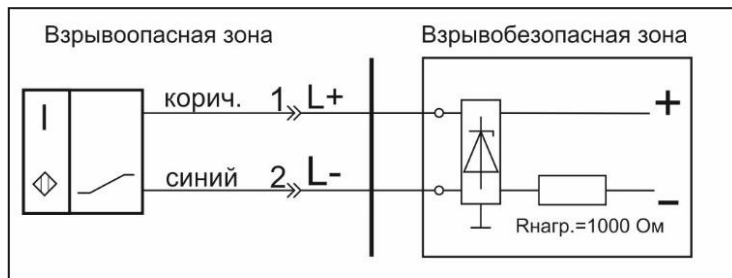 Взрывоопасная зона
Взрывобезопасная зона
I
корич. 1 L+
+
синий 2 L-
−
Rнагр.=1000 Ом